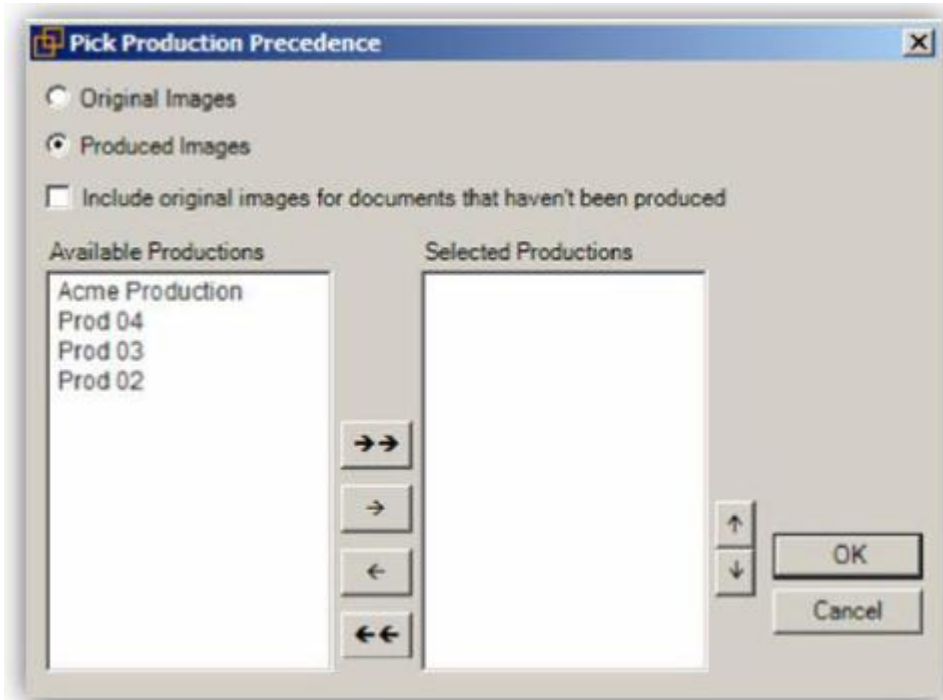 Pick Production Precedence
Original Images
Produced Images
Include original images for documents that haven't been produced
Available Productions
Selected Productions
Acme Production
Prod 04
Prod 03
Prod 02
OK
Cancel